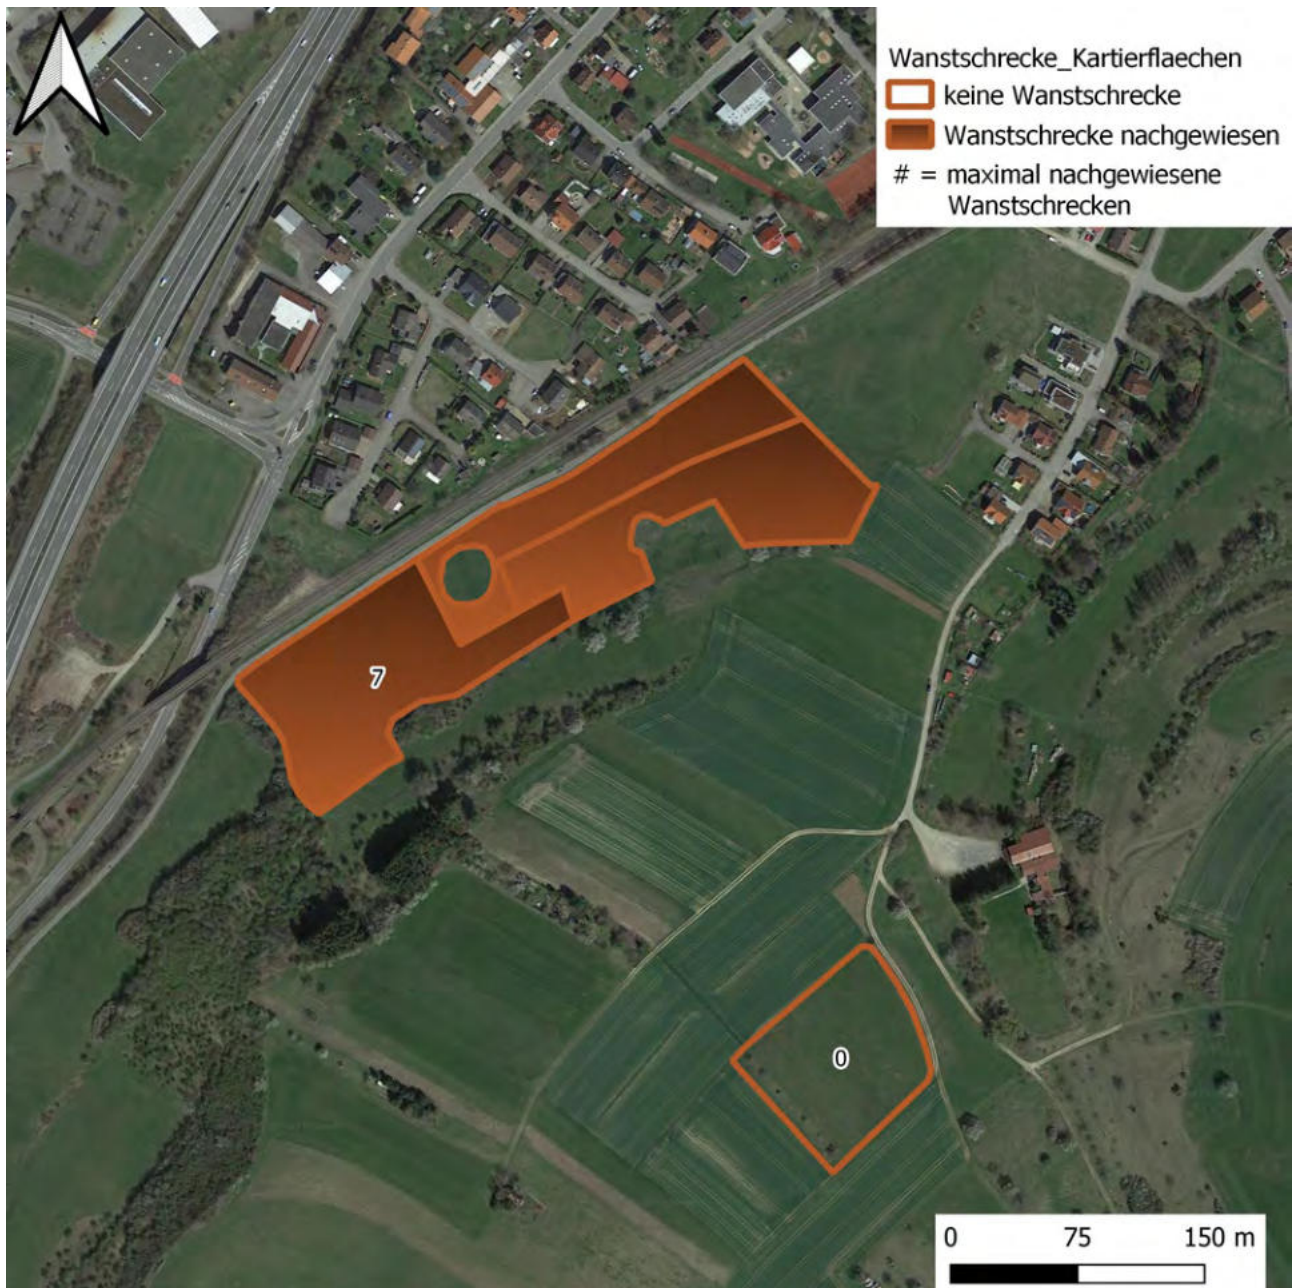 Wanstschrecke_Kartierflaechen
keine Wanstschrecke
Wanstschrecke nachgewiesen
# = maximal nachgewiesene
Wanstschrecken
7
0
0 75 150 m